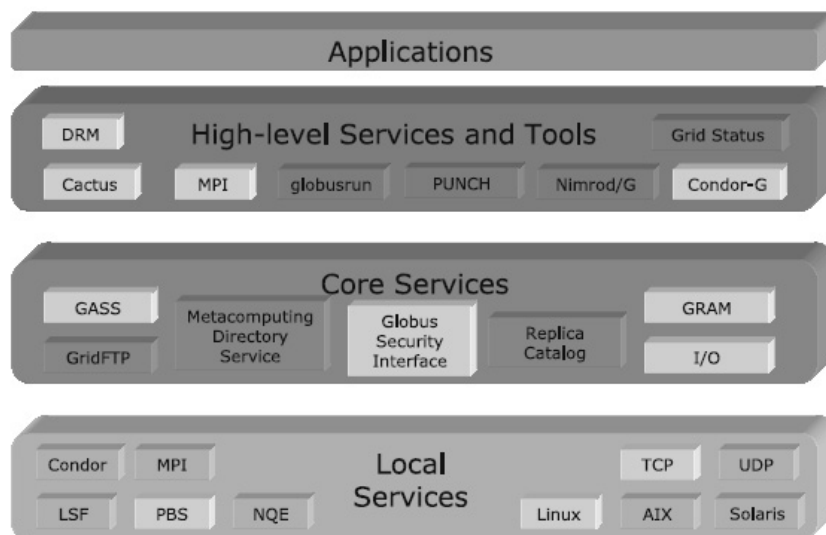 Applications
High-level Services and Tools
DRM
Grid Status
Cactus
MPI
globusrun
PUNCH
Nimrod/G
Condor-G
Core Services
GASS
Metacomputing
Directory
Service
Globus
Security
Interface
Replica
Catalog
GRAM
GridFTP
I/O
Local
Services
Condor
MPI
TCP
UDP
LSF
PBS
NQE
Linux
AIX
Solaris